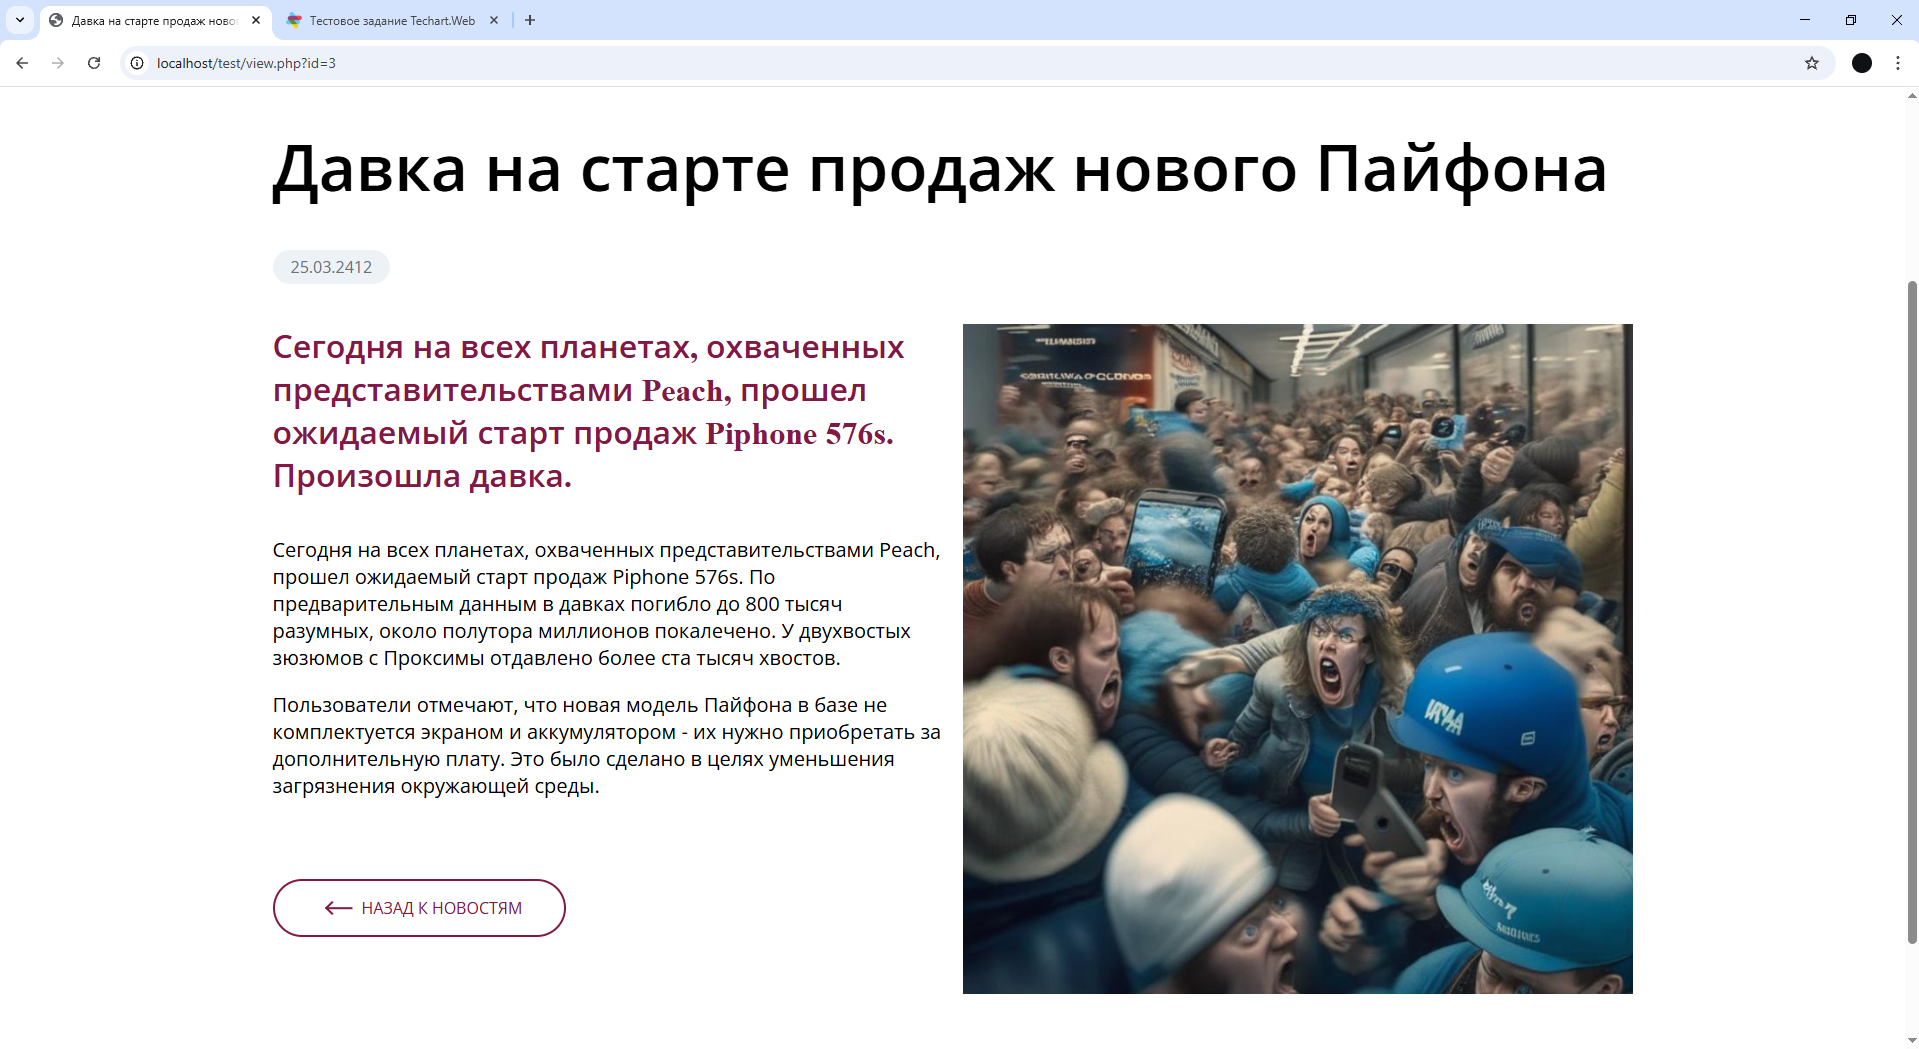 Давка на старте продаж ново
Тестовое задание Techart.Web
localhost/test/view.php?id=3
Давка на старте продаж нового Пайфона
25.03.2412
Сегодня на всех планетах, охваченных
представительствами Peach, прошел
ожидаемый старт продаж Piphone 576s.
Произошла давка.
Сегодня на всех планетах, охваченных представительствами Peach,
прошел ожидаемый старт продаж Piphone 576s. По
предварительным данным в давках погибло до 800 тысяч
разумных, около полутора миллионов покалечено. У двухвостых
зюзюмов с Проксимы отдавлено более ста тысяч хвостов.
Пользователи отмечают, что новая модель Пайфона в базе не
комплектуется экраном и аккумулятором - их нужно приобретать за
дополнительную плату. Это было сделано в целях уменьшения
загрязнения окружающей среды.
НАЗАД К НОВОСТЯМ